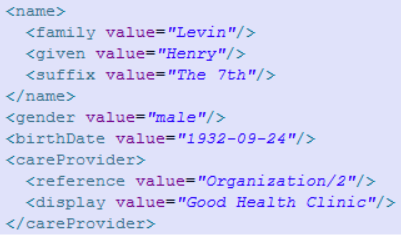 <name>
  <family value="Levin"/>
  <given value="Henry"/>
  <suffix value="The 7th"/>
</name>
<gender value="male"/>
<birthDate value="1932-09-24"/>
<careProvider>
  <reference value="Organization/2"/>
  <display value="Good Health Clinic"/>
</careProvider>